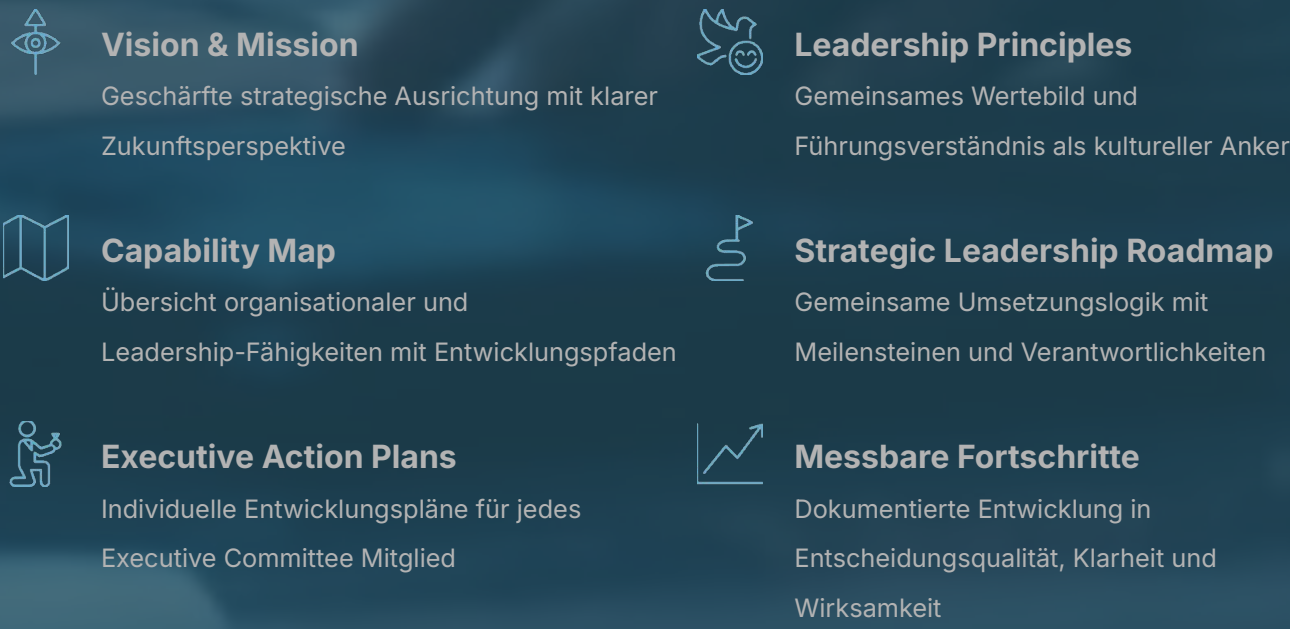 Vision & Mission
Geschärfte strategische Ausrichtung mit klarer
Zukunftsperspektive
Leadership Principles
Gemeinsames Wertebild und
Führungsverständnis als kultureller Anker
Capability Map
Übersicht organisationaler und
Leadership-Fähigkeiten mit Entwicklungspfaden
Strategic Leadership Roadmap
Gemeinsame Umsetzungslogik mit
Meilensteinen und Verantwortlichkeiten
Executive Action Plans
Individuelle Entwicklungspläne für jedes
Executive Committee Mitglied
Messbare Fortschritte
Dokumentierte Entwicklung in
Entscheidungsqualität, Klarheit und
Wirksamkeit